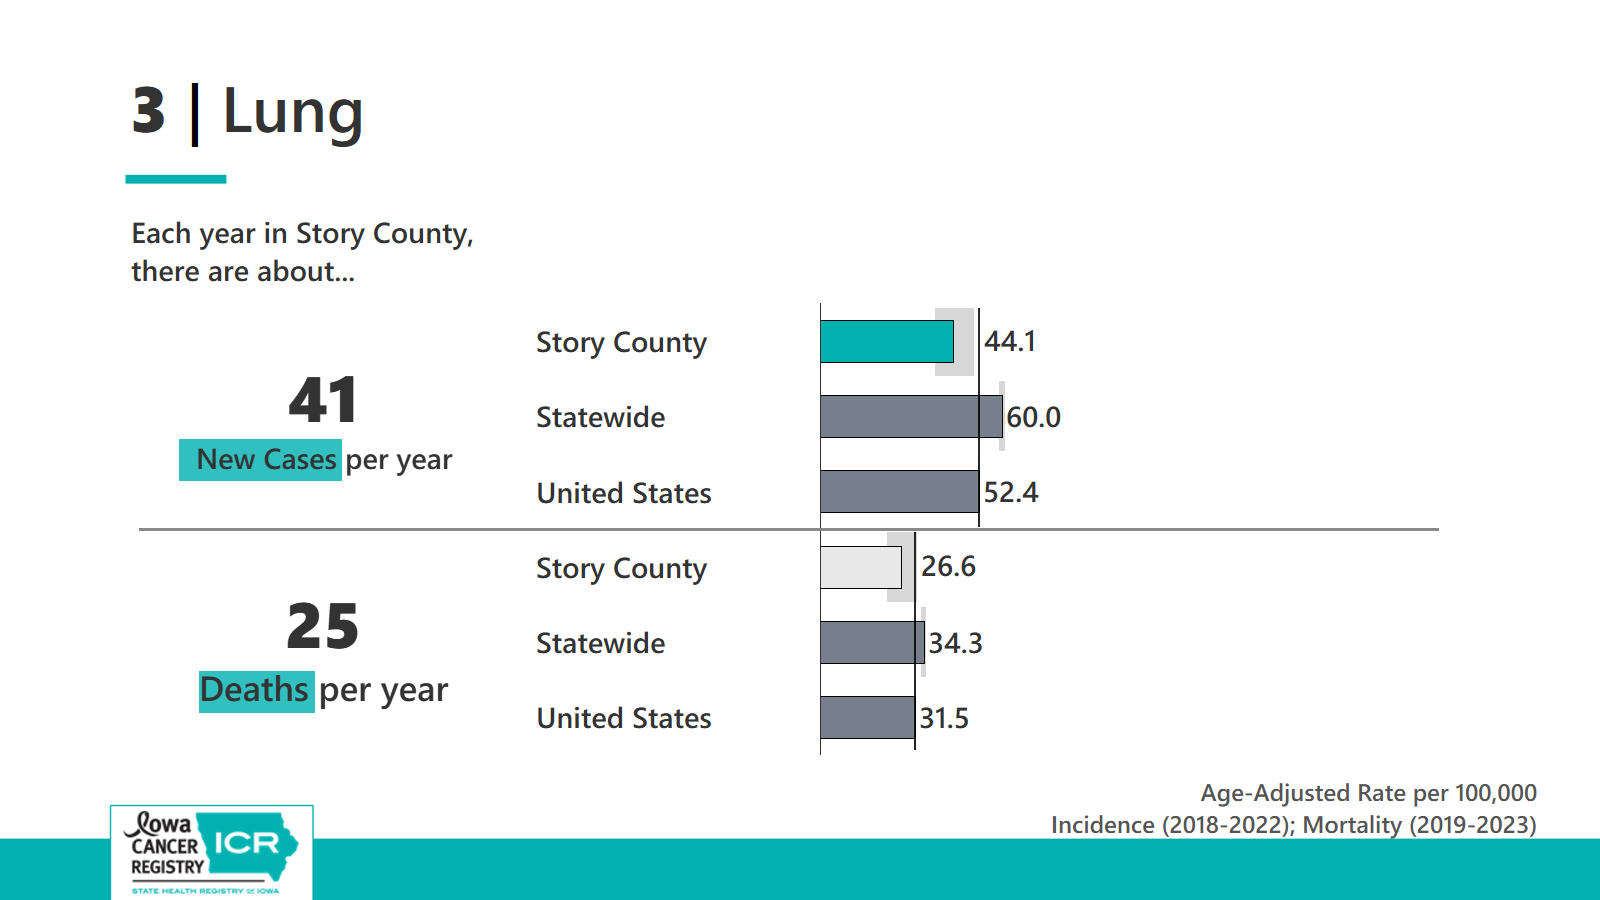 3 | Lung
Each year in Story County,
there are about...
41
New Cases per year
Story County
44.1
Statewide
60.0
United States
52.4
25
Deaths per year
Story County
26.6
Statewide
34.3
United States
31.5
Age-Adjusted Rate per 100,000
Incidence (2018-2022); Mortality (2019-2023)
Iowa
CANCER
REGISTRY
ICR
STATE HEALTH REGISTRY OF IOWA